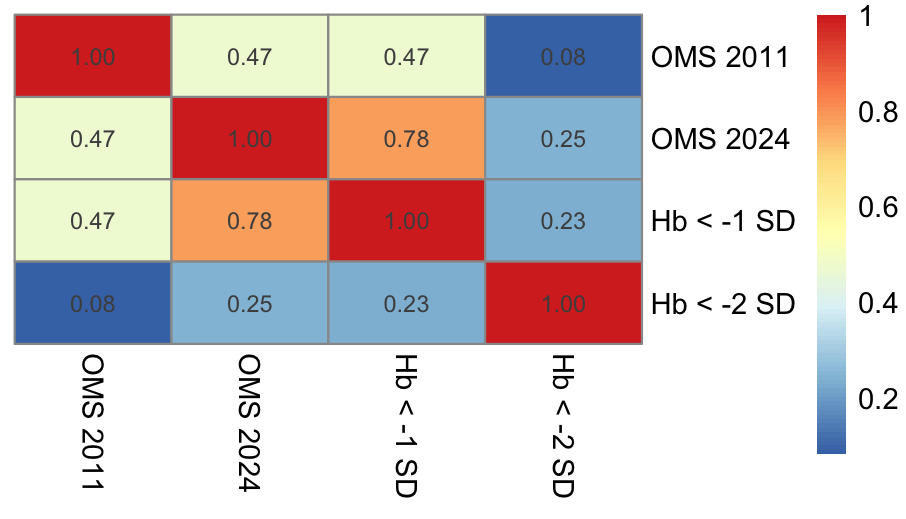 1.00 0.47 0.47 0.08 OMS 2011
0.47 1.00 0.78 0.25 OMS 2024
0.47 0.78 1.00 0.23 Hb < -1 SD
0.08 0.25 0.23 1.00 Hb < -2 SD
OMS 2011
OMS 2024
Hb < -1 SD
Hb < -2 SD
1
0.8
0.6
0.4
0.2